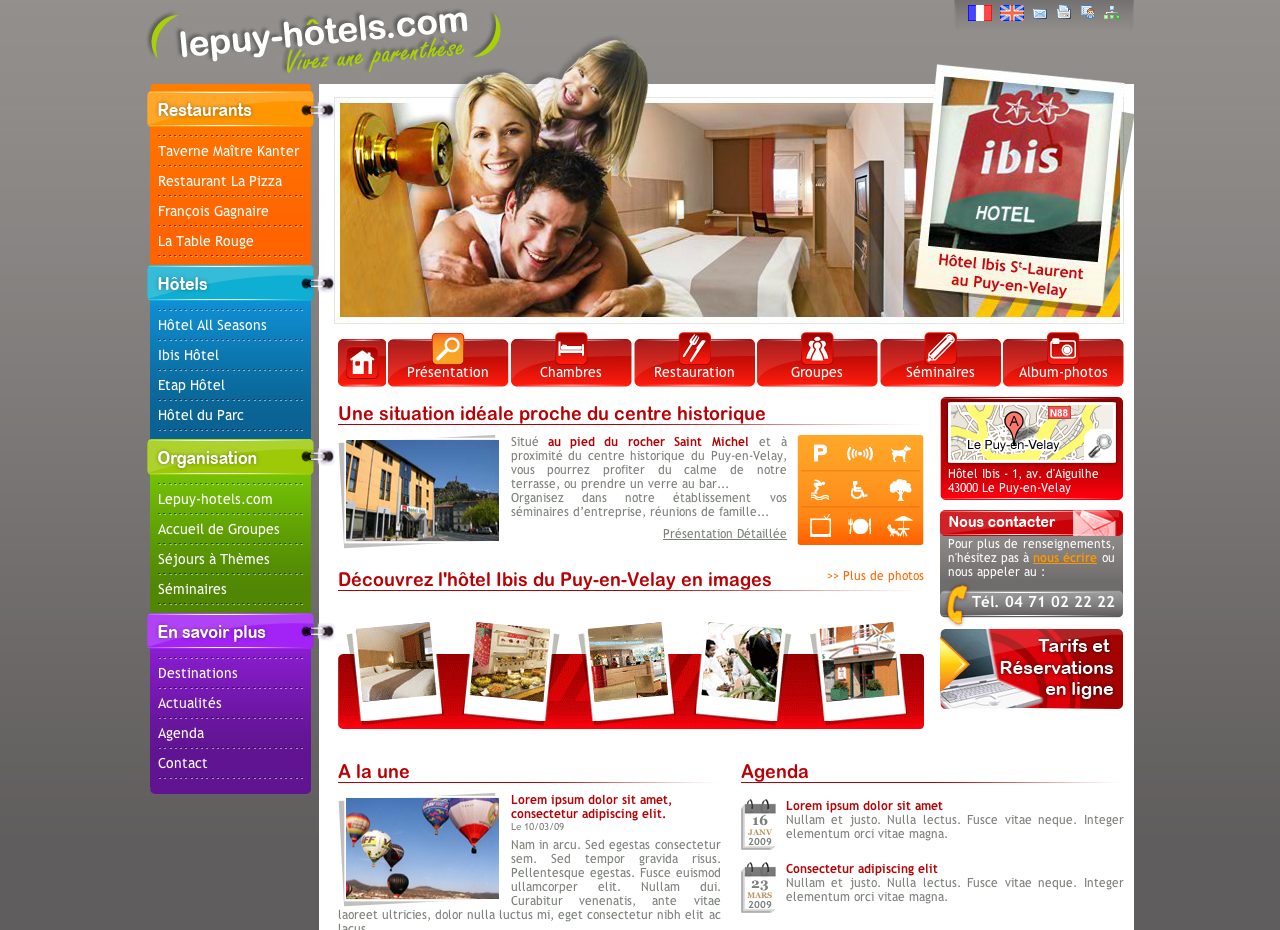 lepuy-hôtels.com
Vivez une parenthèse
Restaurants
Taverne Maître Kanter
Restaurant La Pizza
François Gagnaire
La Table Rouge
Hôtels
Hôtel All Seasons
Ibis Hôtel
Etap Hôtel
Hôtel du Parc
Organisation
Lepuy-hotels.com
Accueil de Groupes
Séjours à Thèmes
Séminaires
En savoir plus
Destinations
Actualités
Agenda
Contact
ibis
HOTEL
Hôtel Ibis St-Laurent
au Puy-en-Velay
Présentation
Chambres
Restauration
Groupes
Séminaires
Album-photos
Une situation idéale proche du centre historique
Situé au pied du rocher Saint Michel et à
proximité du centre historique du Puy-en-Velay,
vous pourrez profiter du calme de notre
terrasse, ou prendre un verre au bar...
Organisez dans notre établissement vos
séminaires d'entreprise, réunions de famille...
Présentation Détaillée
P
N88
A
Le Puy-en-Velay
Hôtel Ibis - 1, av. d'Aiguilhe
43000 Le Puy-en-Velay
Nous contacter
Pour plus de renseignements,
n'hésitez pas à nous écrire ou
nous appeler au :
Tél. 04 71 02 22 22
Tarifs et
Réservations
en ligne
Découvrez l'hôtel Ibis du Puy-en-Velay en images
>> Plus de photos
A la une
Lorem ipsum dolor sit amet,
consectetur adipiscing elit.
Le 10/03/09
Nam in arcu. Sed egestas consectetur
sem. Sed tempor gravida risus.
Pellentesque egestas. Fusce euismod
ullamcorper elit. Nullam dui.
Curabitur venenatis, ante vitae
laoreet ultricies, dolor nulla luctus mi, eget consectetur nibh elit ac
lacus.
Agenda
16
JANV
2009
Lorem ipsum dolor sit amet
Nullam et justo. Nulla lectus. Fusce vitae neque. Integer
elementum orci vitae magna.
23
MARS
2009
Consectetur adipiscing elit
Nullam et justo. Nulla lectus. Fusce vitae neque. Integer
elementum orci vitae magna.